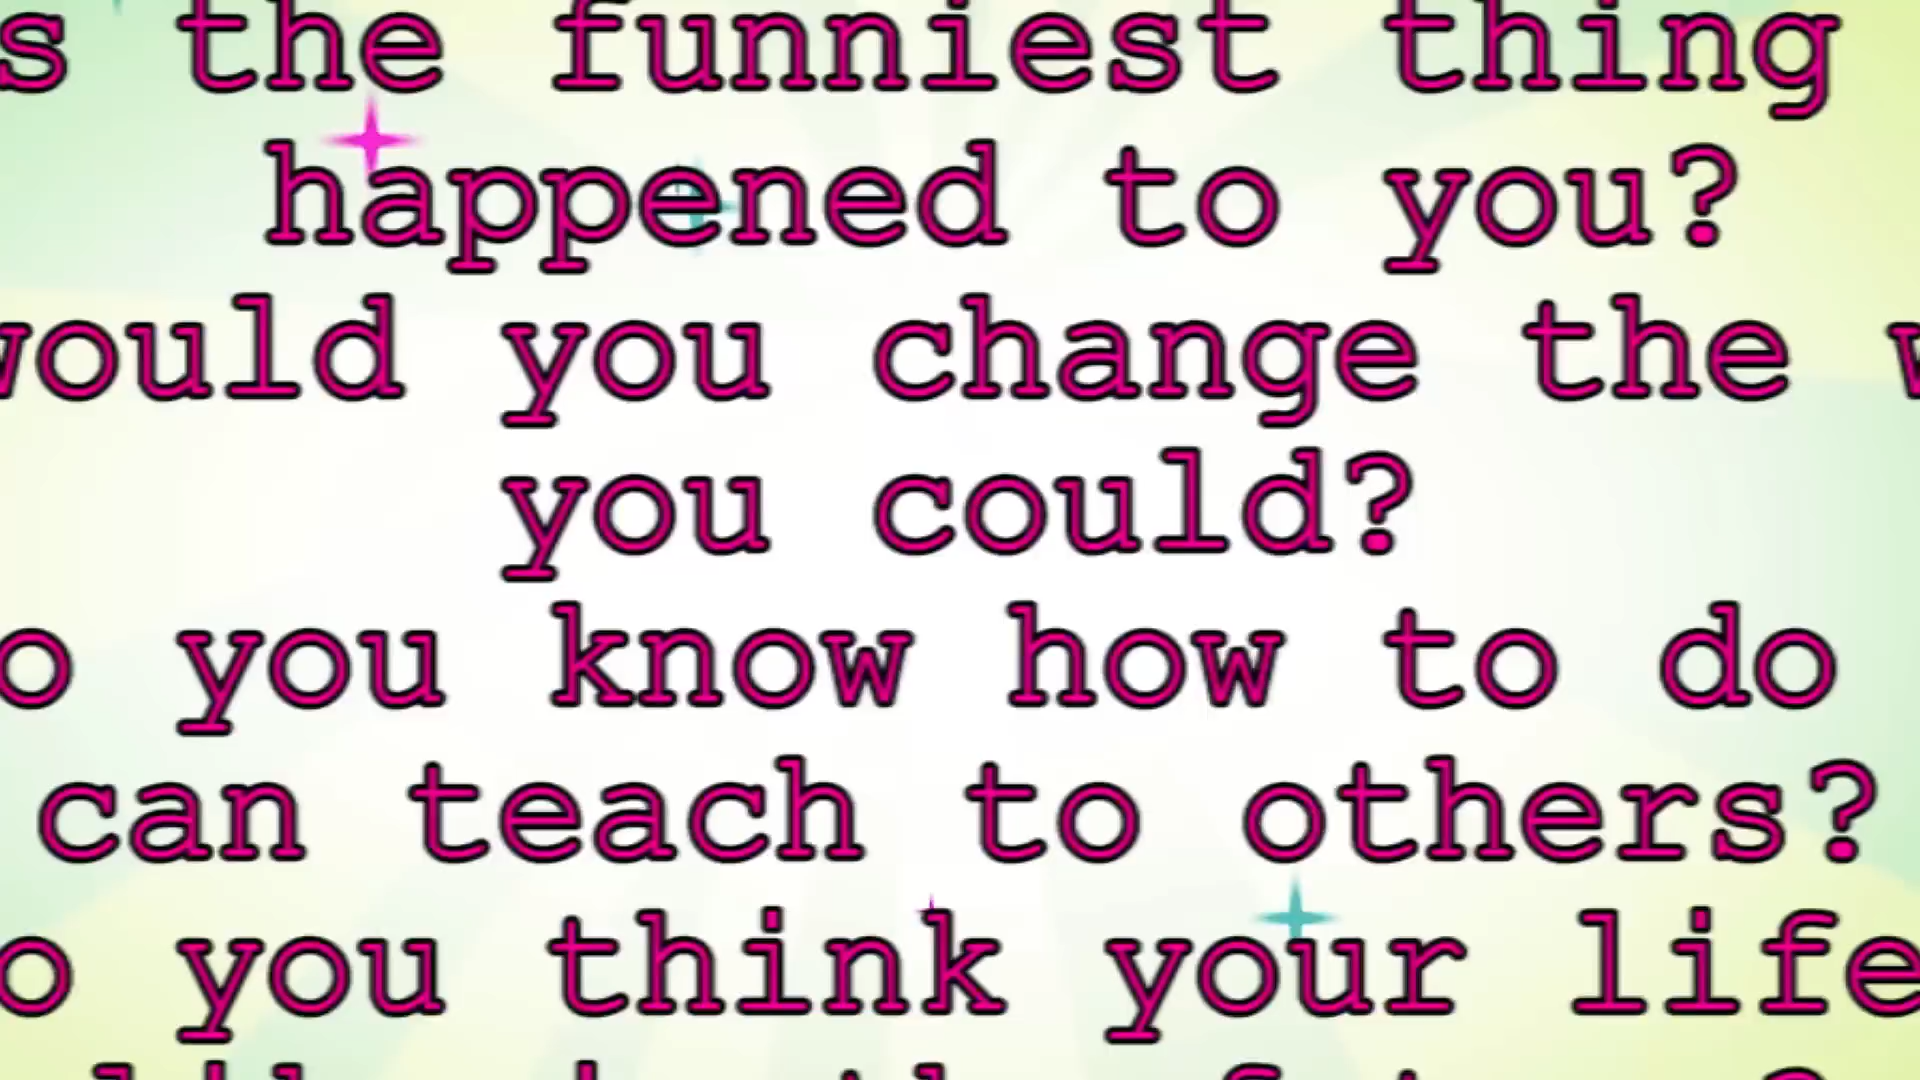 s the funniest thing
happened to you?
would you change the w
you could?
o you know how to do
can teach to others?
o you think your life